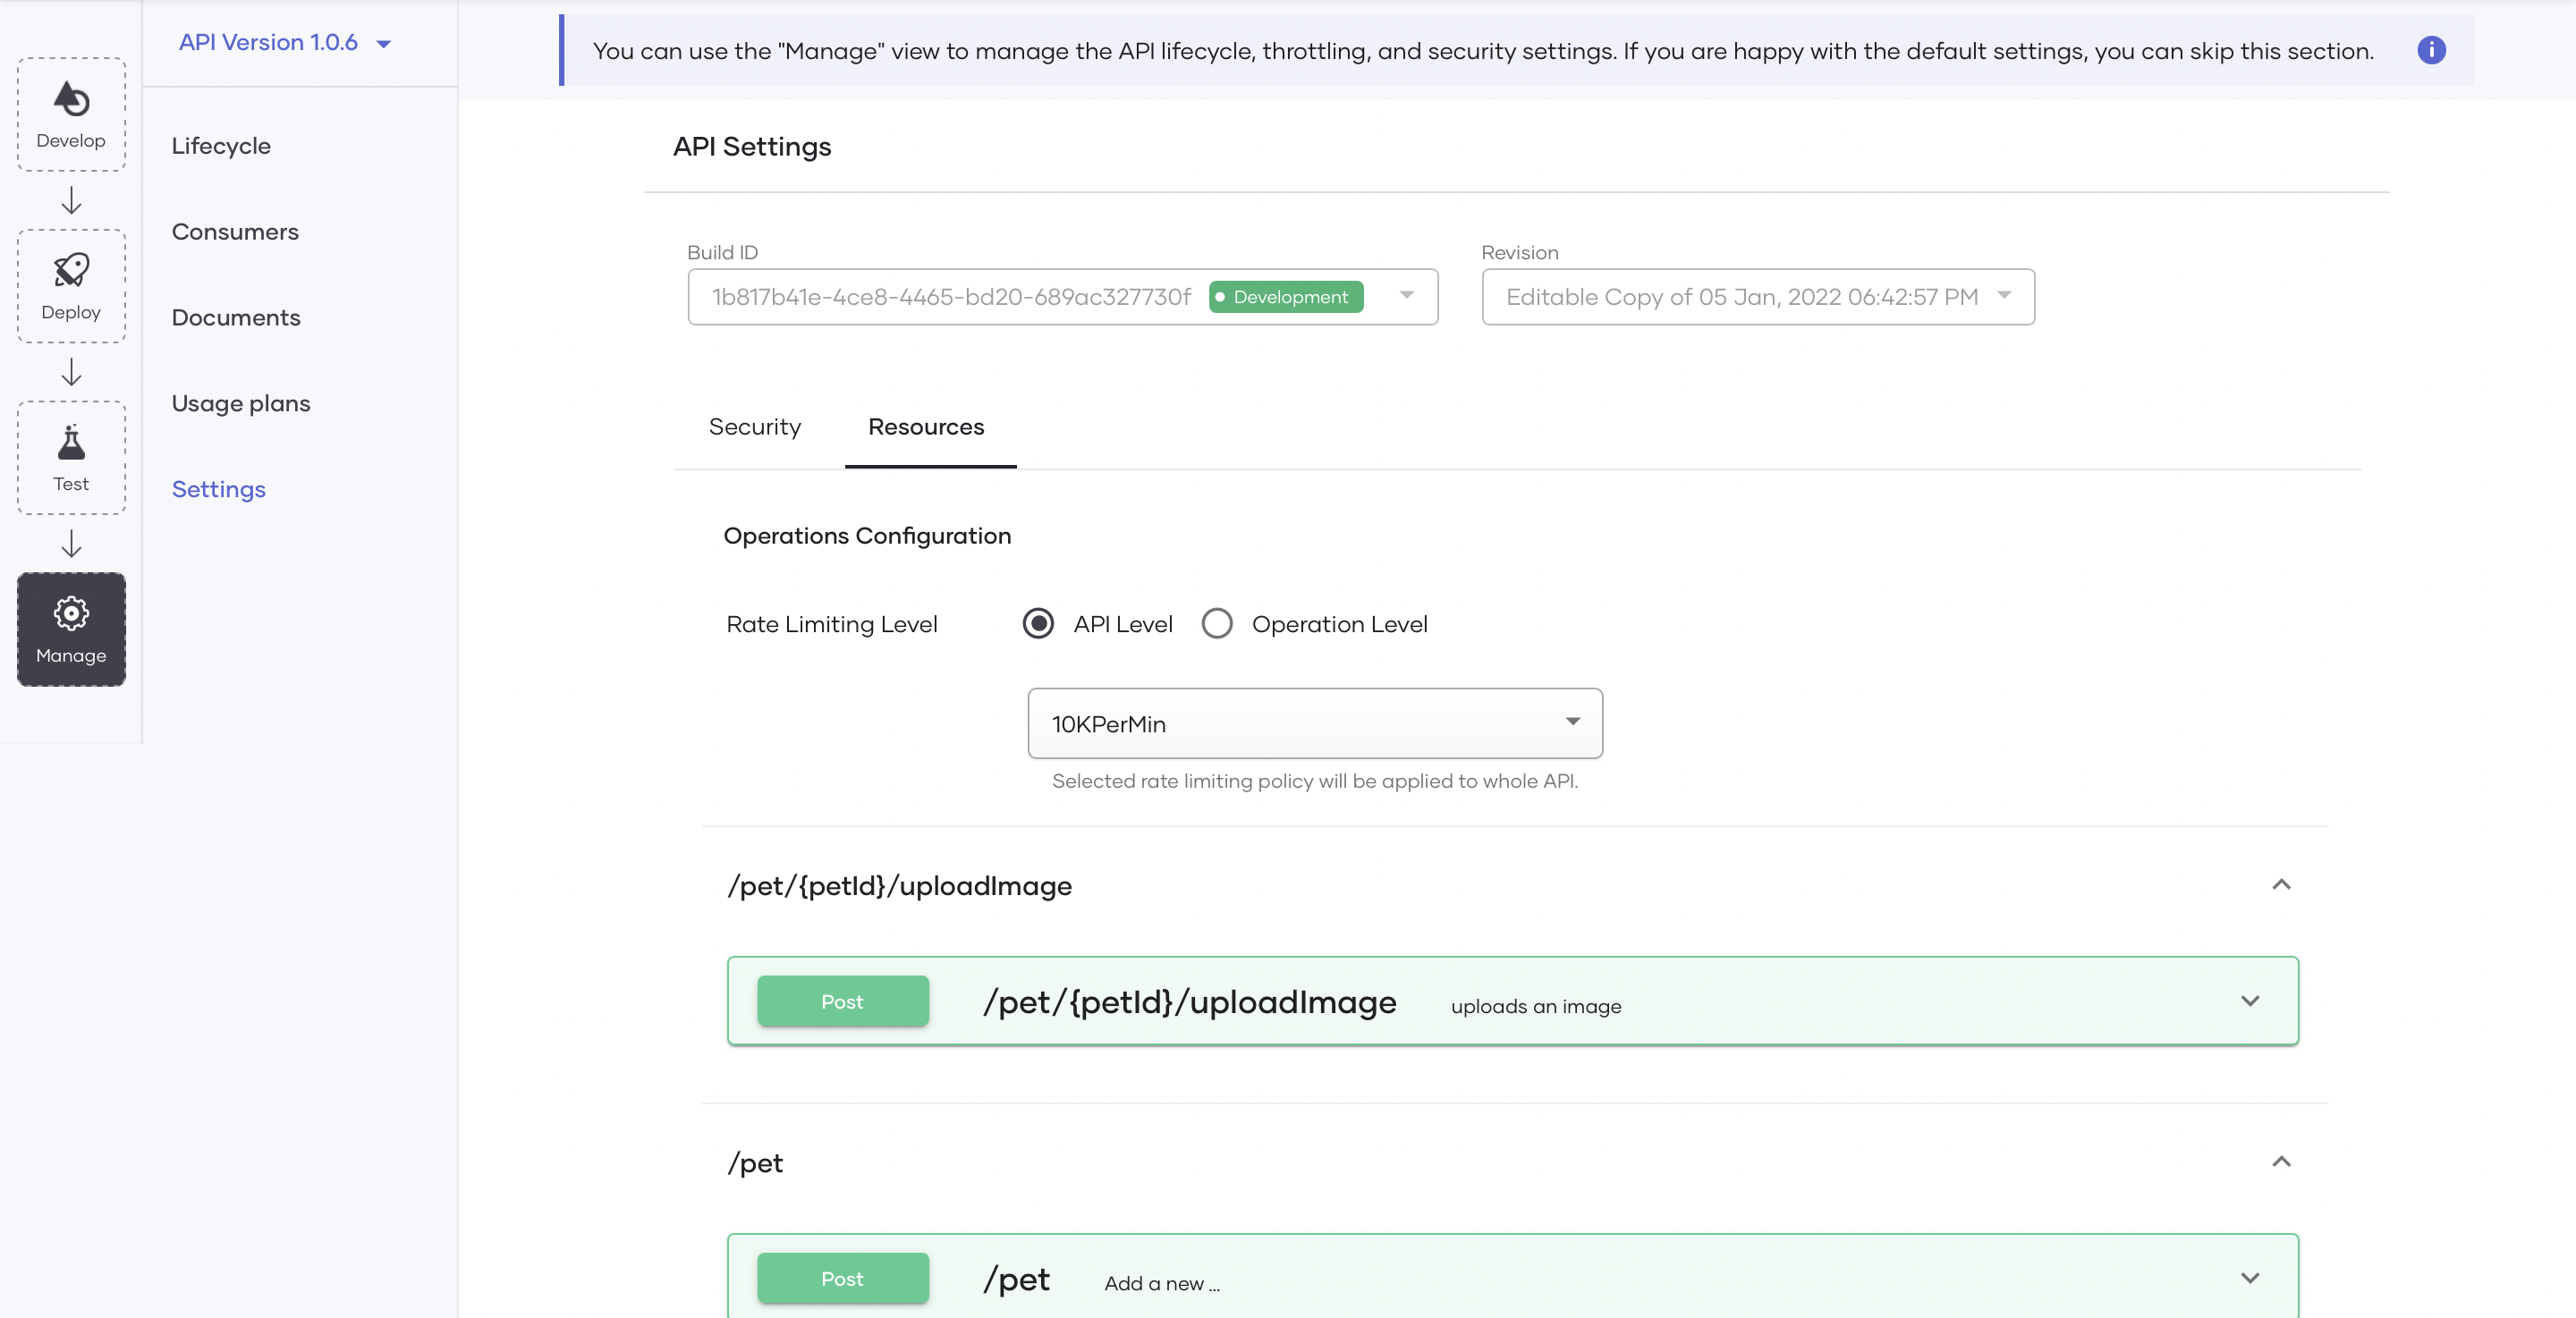 Develop
Deploy
Test
Manage
API Version 1.0.6
Lifecycle
Consumers
Documents
Usage plans
Settings
You can use the "Manage" view to manage the API lifecycle, throttling, and security settings. If you are happy with the default settings, you can skip this section.
API Settings
Build ID
1b817b41e-4ce8-4465-bd20-689ac327730f Development
Revision
Editable Copy of 05 Jan, 2022 06:42:57 PM
Security Resources
Operations Configuration
Rate Limiting Level API Level Operation Level
10KPerMin
Selected rate limiting policy will be applied to whole API.
/pet/{petId}/uploadImage
Post /pet/{petId}/uploadImage uploads an image
/pet
Post /pet Add a new ...